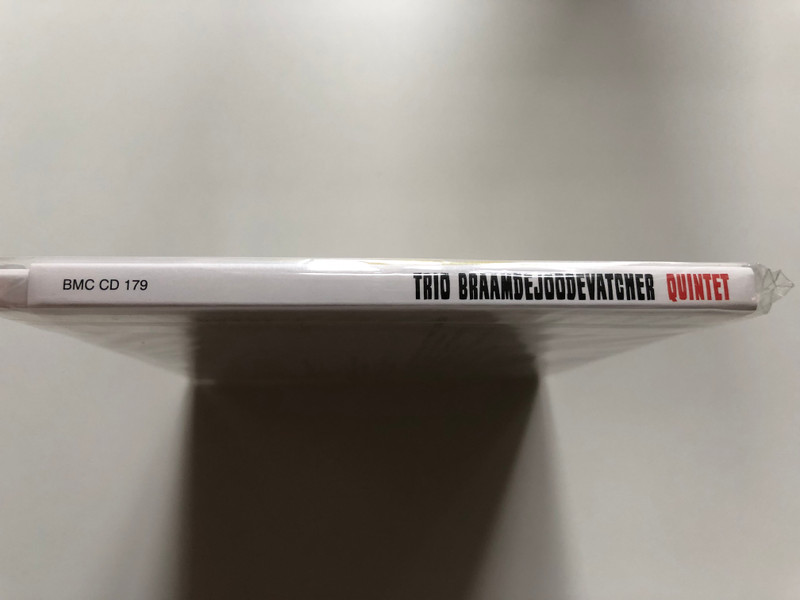 BMC CD 179 TRIO BRAAMDEJOODEVATCHER QUINTET